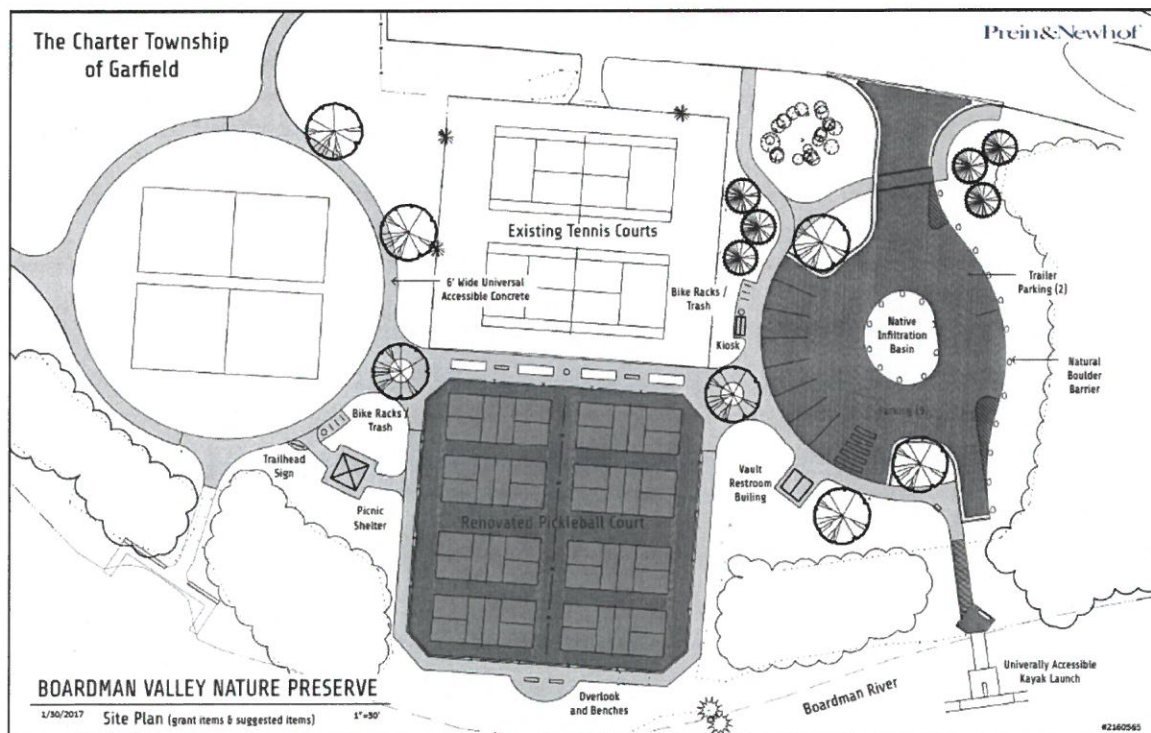 The Charter Township
of Garfield
Prein&Newhof
Existing Tennis Courts
6' Wide Universal
Accessible Concrete
Bike Racks /
Trash
Kiosk
Trailer
Parking (2)
Native
Infiltration
Basin
Natural
Boulder
Barrier
Bike Racks /
Trash
Trailhead
Sign
Picnic
Shelter
Renovated Pickleball Court
Vault
Restroom
Builing
Overlook
and Benches
Boardman River
Univerally Accessible
Kayak Launch
BOARDMAN VALLEY NATURE PRESERVE
1/30/2017 Site Plan (grant items & suggested items) 1"=30'
#2160565